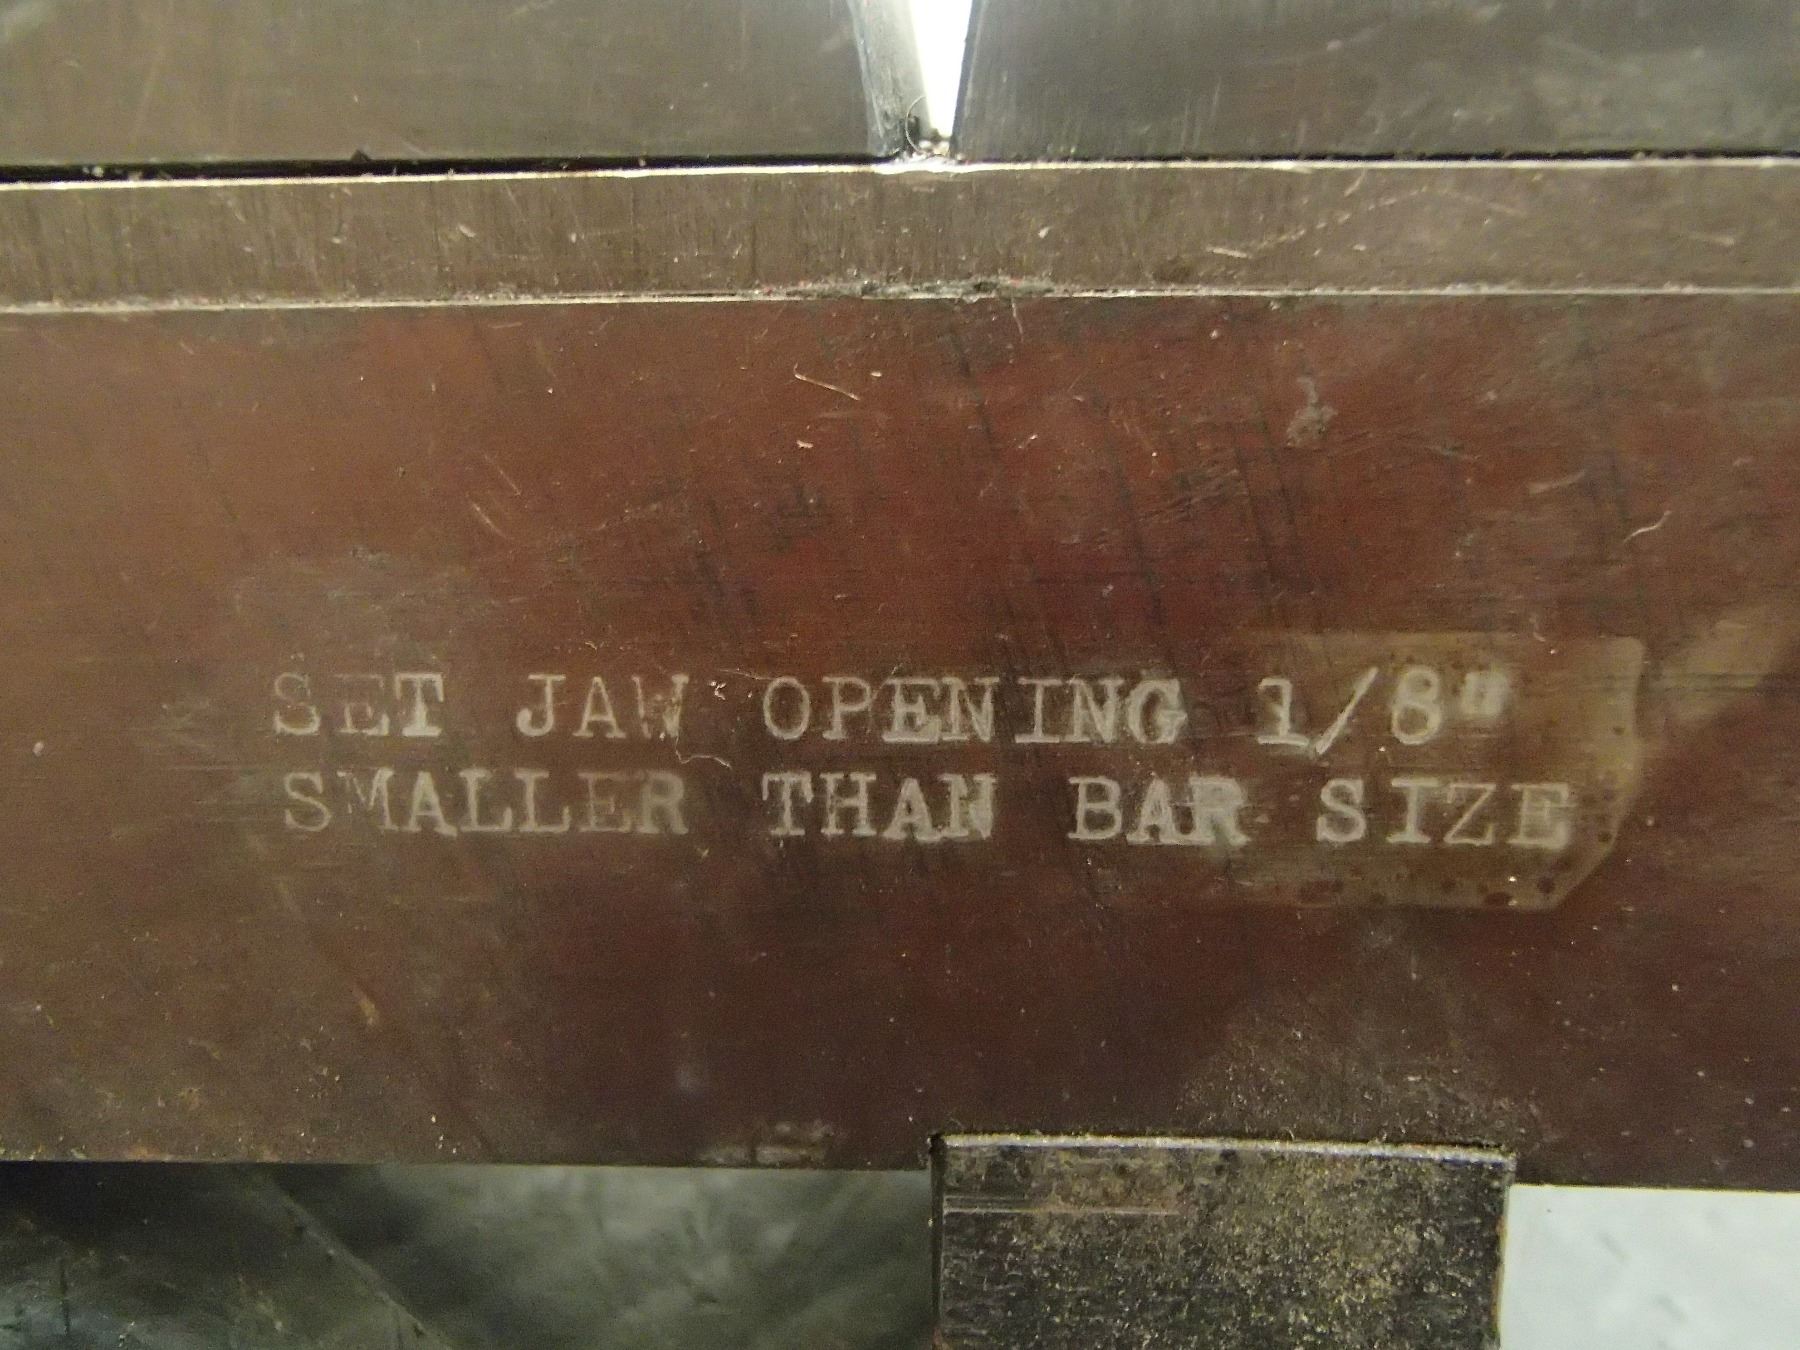 SET JAW OPENING 1/8"
SMALLER THAN BAR SIZE